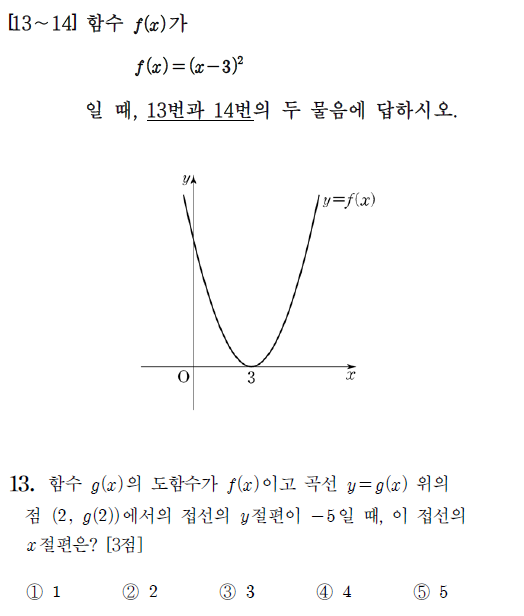 [13~14] 함수 f(x)가
f(x)=(x-3)²
일 때, 13번과 14번의 두 물음에 답하시오.
y
y=f(x)
O
3
x
13. 함수 g(x)의 도함수가 f(x)이고 곡선 y=g(x) 위의
점 (2, g(2))에서의 접선의 y절편이 -5일 때, 이 접선의
x절편은? [3점]
① 1 ② 2 ③ 3 ④ 4 ⑤ 5